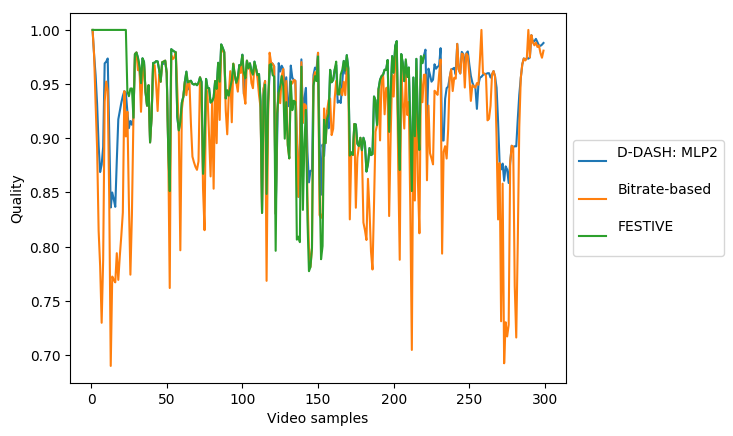 1.00
0.95
0.90
0.85
0.80
0.75
0.70
Quality
0
50
100
150
200
250
300
Video samples
D-DASH: MLP2
Bitrate-based
FESTIVE